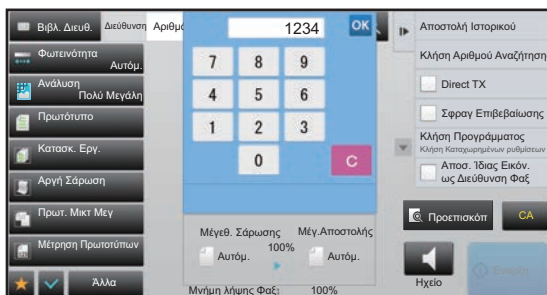 Βιβλ. Διευθ.
Διεύθυνση
Φωτεινότητα
Αυτόμ.
Ανάλυση
Πολύ Μεγάλη
Πρωτότυπο
Κατασκ. Εργ.
Αργή Σάρωση
Πρωτ. Μικτ Μεγ
Μέτρηση Πρωτοτύπων
Άλλα
1234
OK
7 8 9
4 5 6
1 2 3
0 C
Μέγεθ. Σάρωσης Μέγ.Αποστολής
100%
Αυτόμ. Αυτόμ.
Μνήμη λήψης Φαξ: 100%
Αποστολή Ιστορικού
Κλήση Αριθμού Αναζήτηση
Direct TX
Σφραγ Επιβεβαίωσης
Κλήση Προγράμματος
Κλήση Καταχωρημένων ρυθμίσεων
Αποσ. Ίδιας Εικόν.
ως Διεύθυνση Φαξ
Προεπισκόπ
CA
Ηχείο
Έναρξη